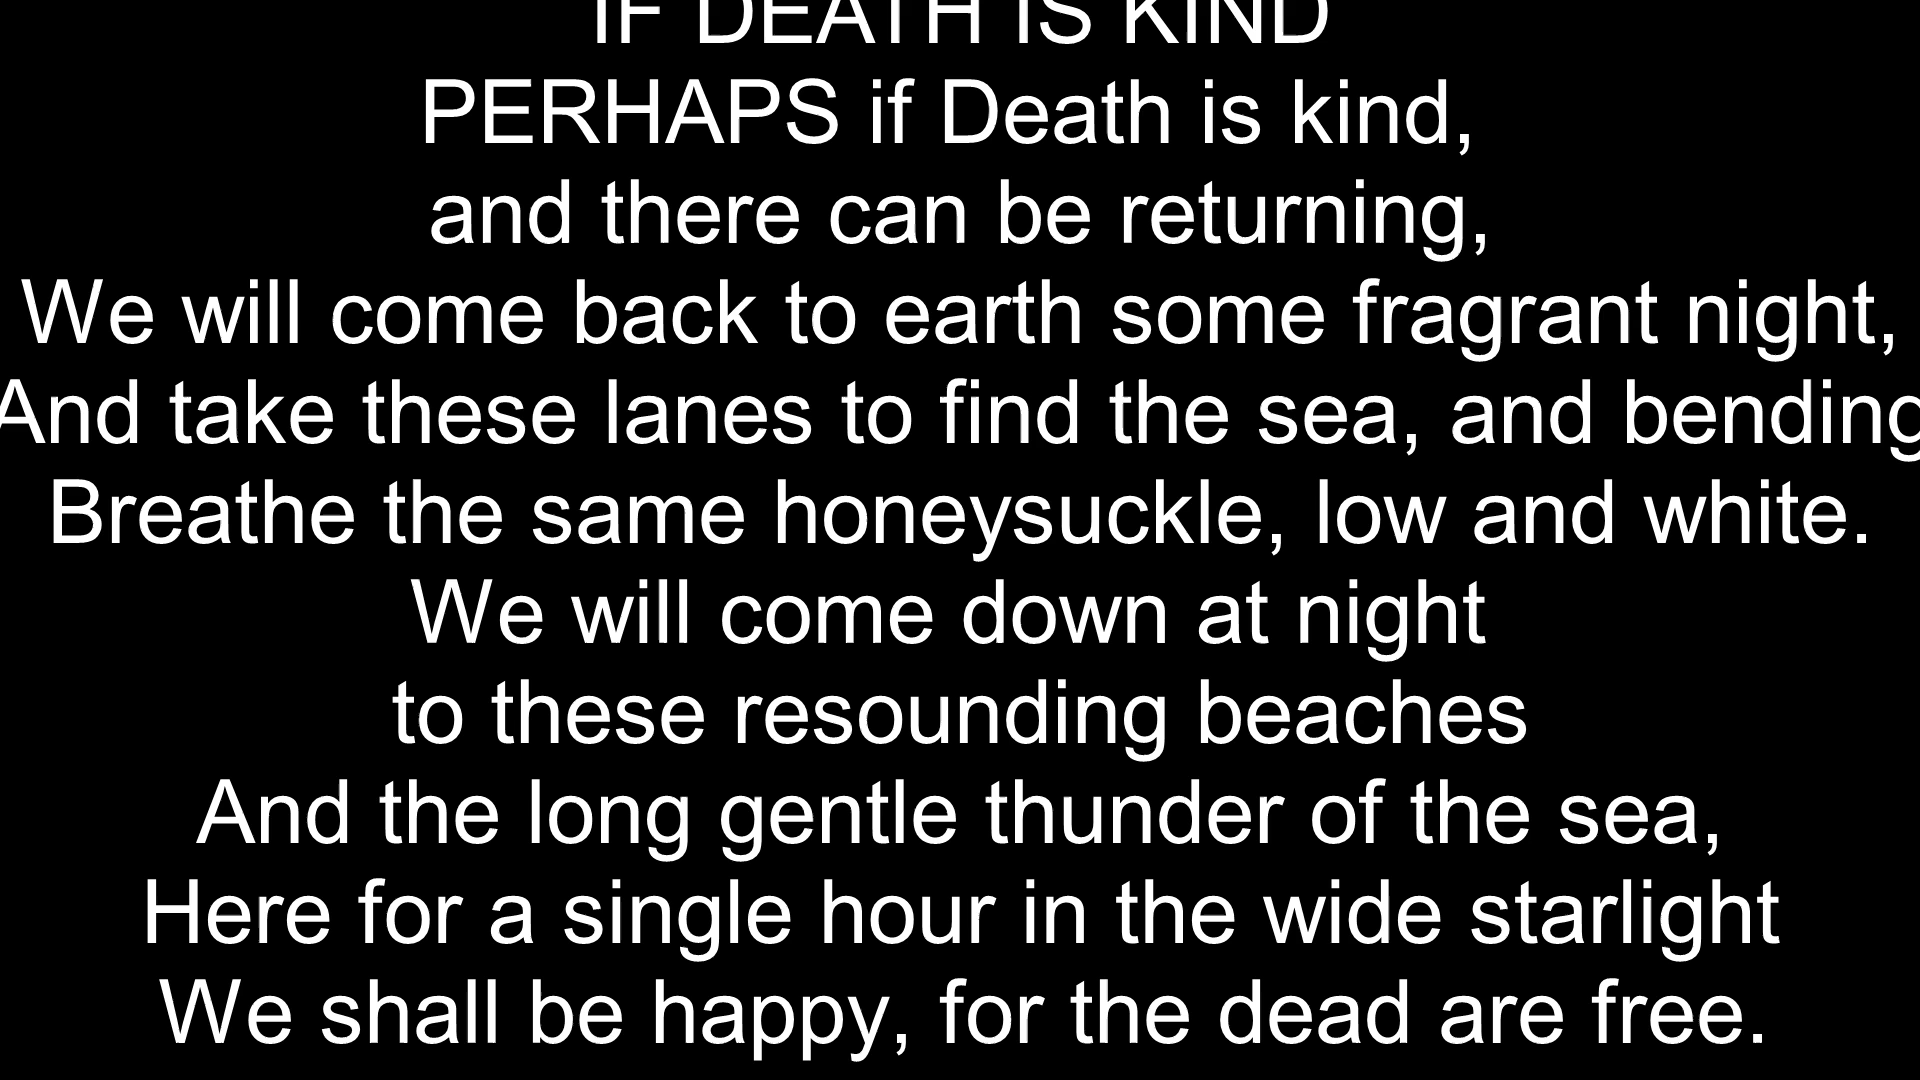 IF DEATH IS KIND
PERHAPS if Death is kind,
and there can be returning,
We will come back to earth some fragrant night,
And take these lanes to find the sea, and bending
Breathe the same honeysuckle, low and white.
We will come down at night
to these resounding beaches
And the long gentle thunder of the sea,
Here for a single hour in the wide starlight
We shall be happy, for the dead are free.